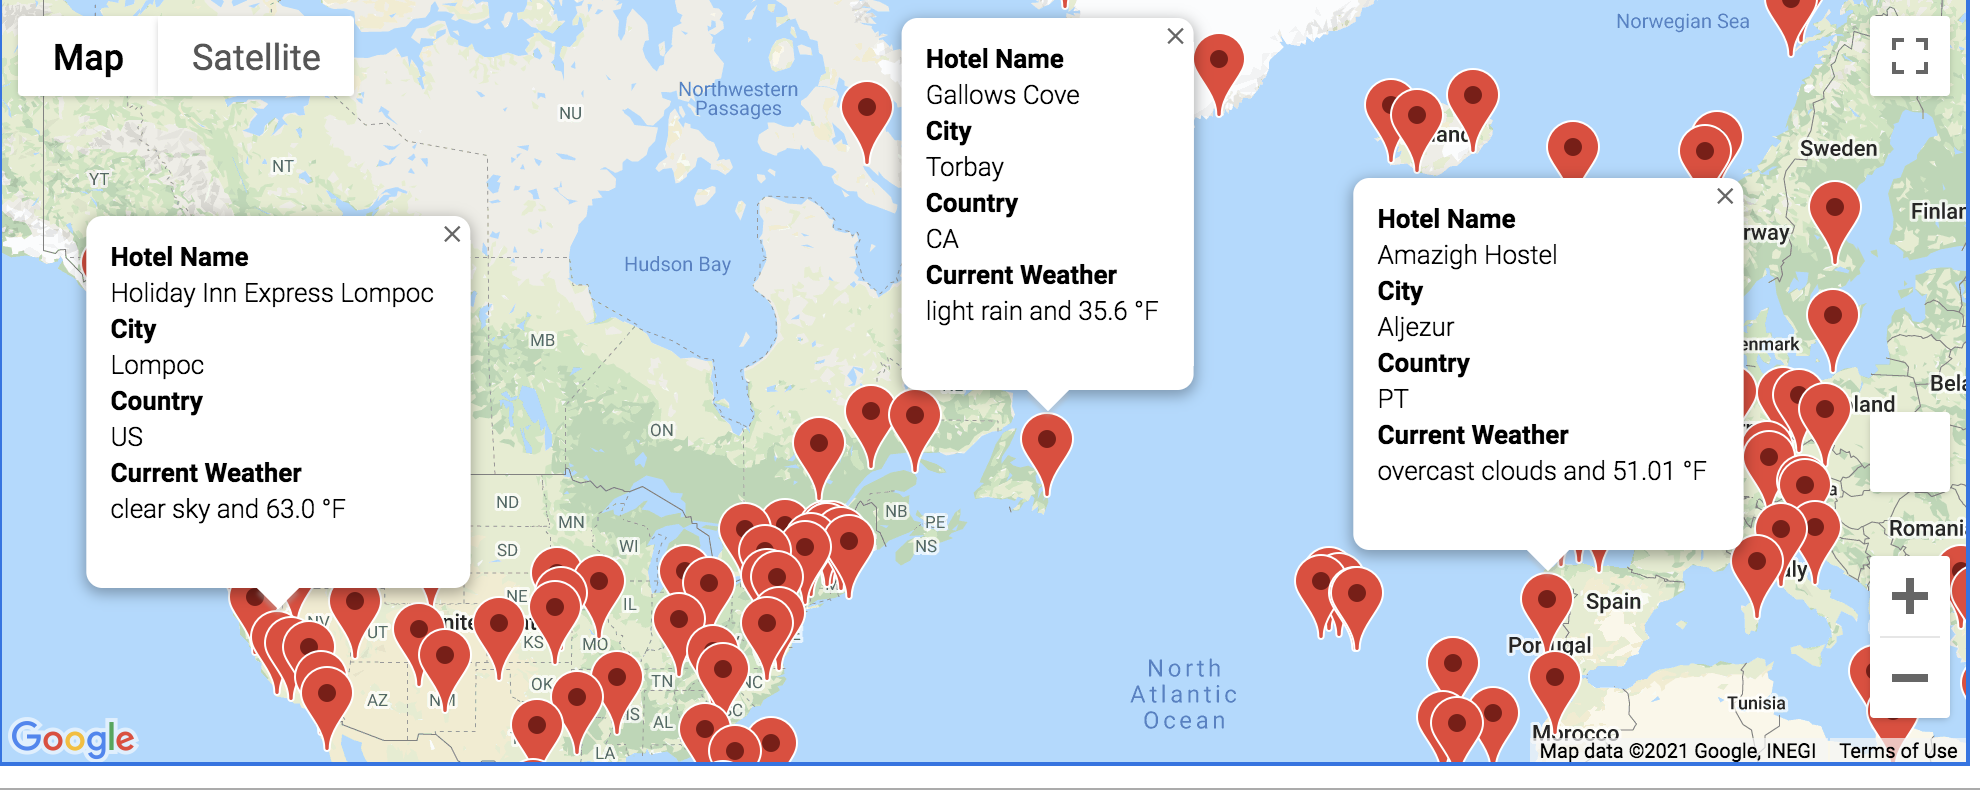 Map
Satellite
Norwegian Sea
Northwestern
Passages
NU
NT
YT
Sweden
Finlan
rway
Hotel Name
Gallows Cove
City
Torbay
Country
CA
Current Weather
light rain and 35.6 °F
Hotel Name
Holiday Inn Express Lompoc
City
Lompoc
Country
US
Current Weather
clear sky and 63.0 °F
Hotel Name
Amazigh Hostel
City
Aljezur
Country
PT
Current Weather
overcast clouds and 51.01 °F
Hudson Bay
MB
ON
enmark
Bela
land
ND
MN
SD
WI
NB
PE
NS
NE
IL
NV
UT
KS
MO
AZ
NM
OK
TN
NC
SC
AL
LA
Romani
aly
Spain
Portugal
Tunisia
Morocco
North
Atlantic
Ocean
Google
Map data ©2021 Google, INEGI
Terms of Use